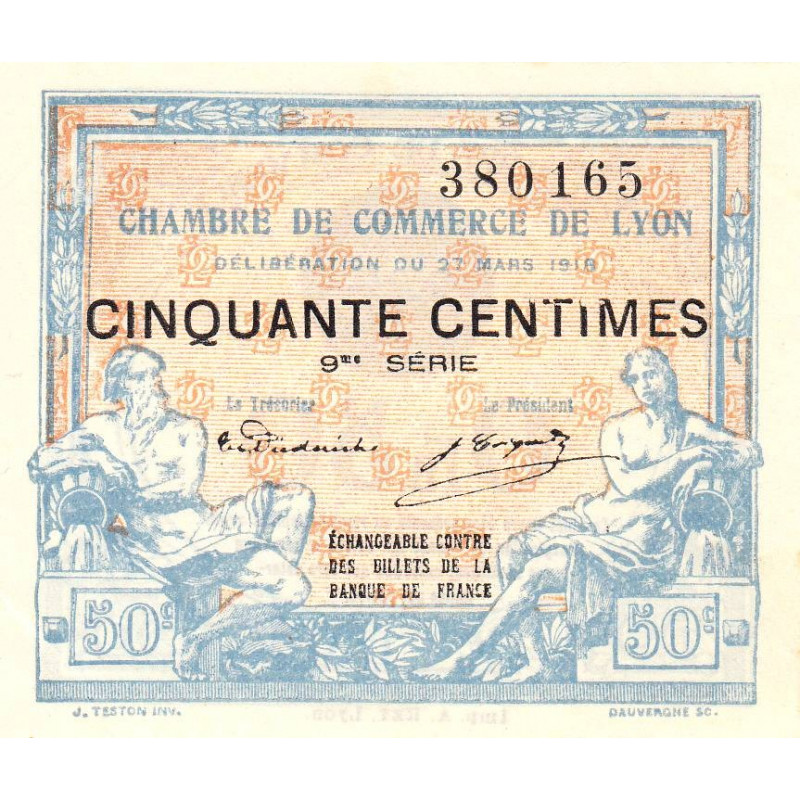 380165
CHAMBRE DE COMMERCE DE LYON
DÉLIBÉRATION DU 27 MARS 1918
CINQUANTE CENTIMES
9me SÉRIE
Le Trésorier Le Président
ÉCHANGEABLE CONTRE
DES BILLETS DE LA
BANQUE DE FRANCE
50c 50c
J. TESTON INV. DAUVERGNE SC.